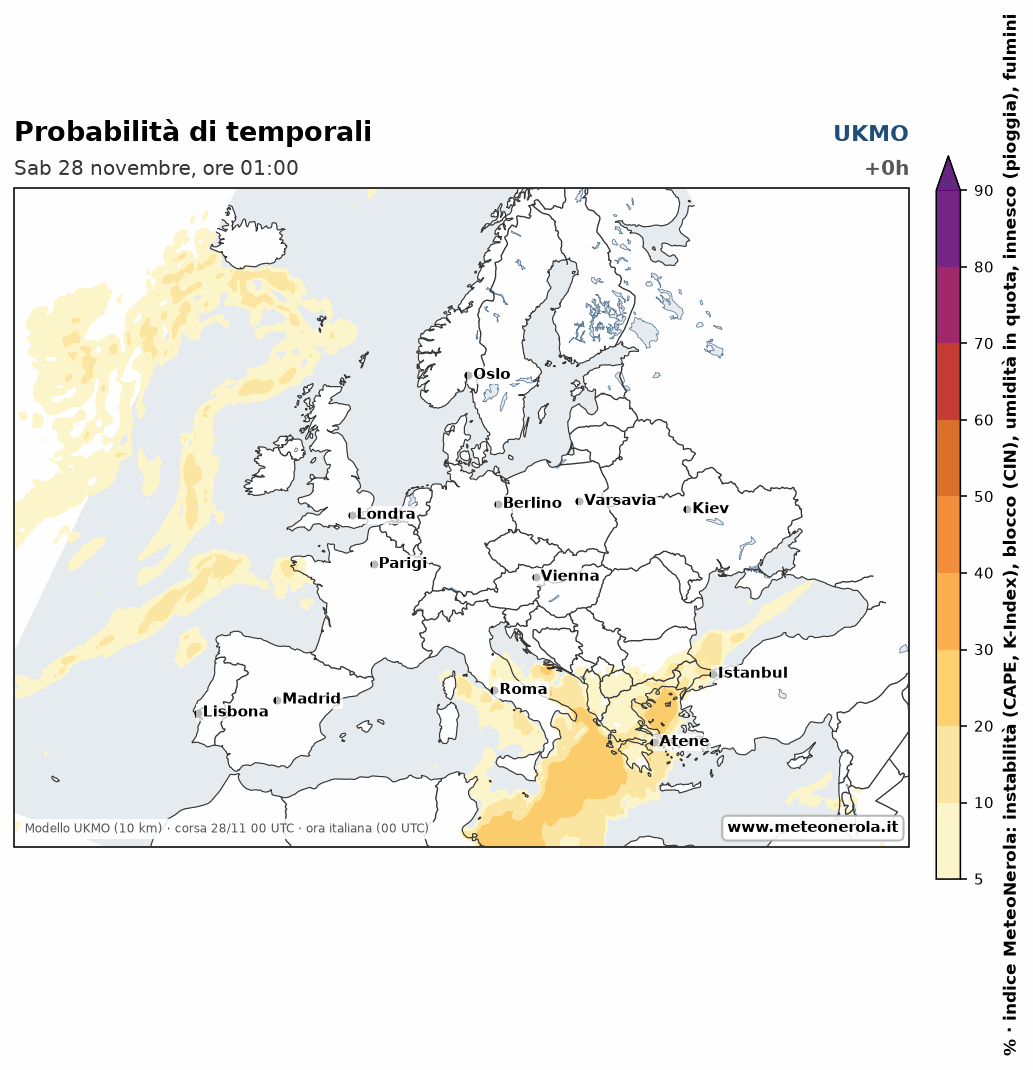 Probabilità di temporali
UKMO
Sab 28 novembre, ore 01:00
+0h
Oslo
Londra
Berlino
Varsavia
Kiev
Parigi
Vienna
Istanbul
Roma
Madrid
Lisbona
Atene
Modello UKMO (10 km) · corsa 28/11 00 UTC · ora italiana (00 UTC)
www.meteonerola.it
90
80
70
60
50
40
30
20
10
5
% · indice MeteoNerola: instabilità (CAPE, K-Index), blocco (CIN), umidità in quota, innesco (pioggia), fulmini